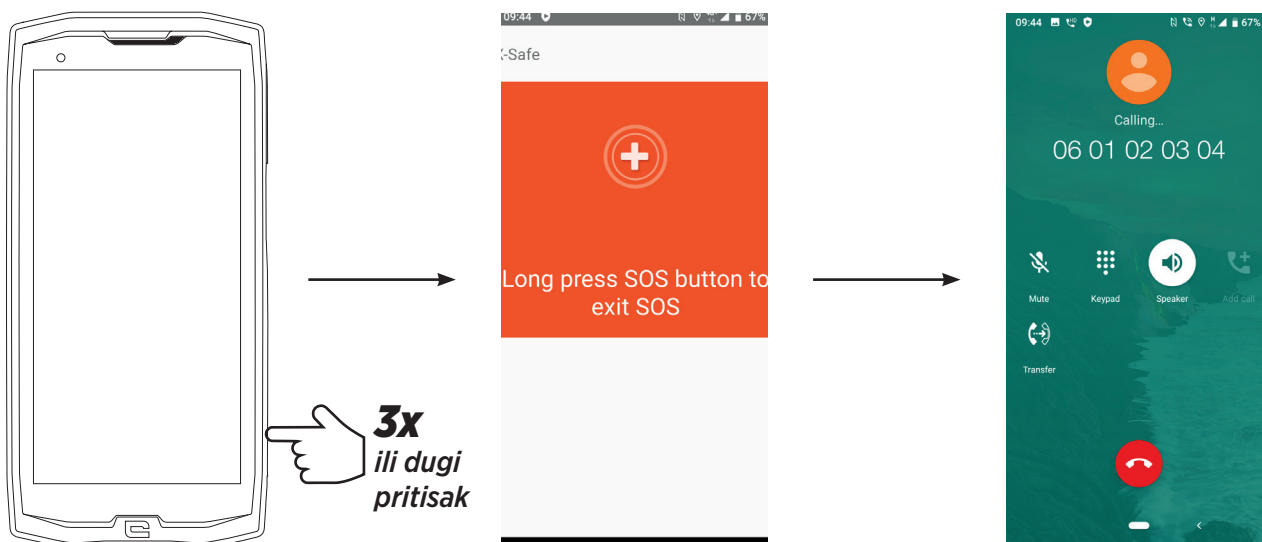 3x
ili dugi
pritisak
09:44
67%
X-Safe
Long press SOS button to
exit SOS
09:44
67%
Calling...
06 01 02 03 04
Mute
Keypad
Speaker
Add call
Transfer